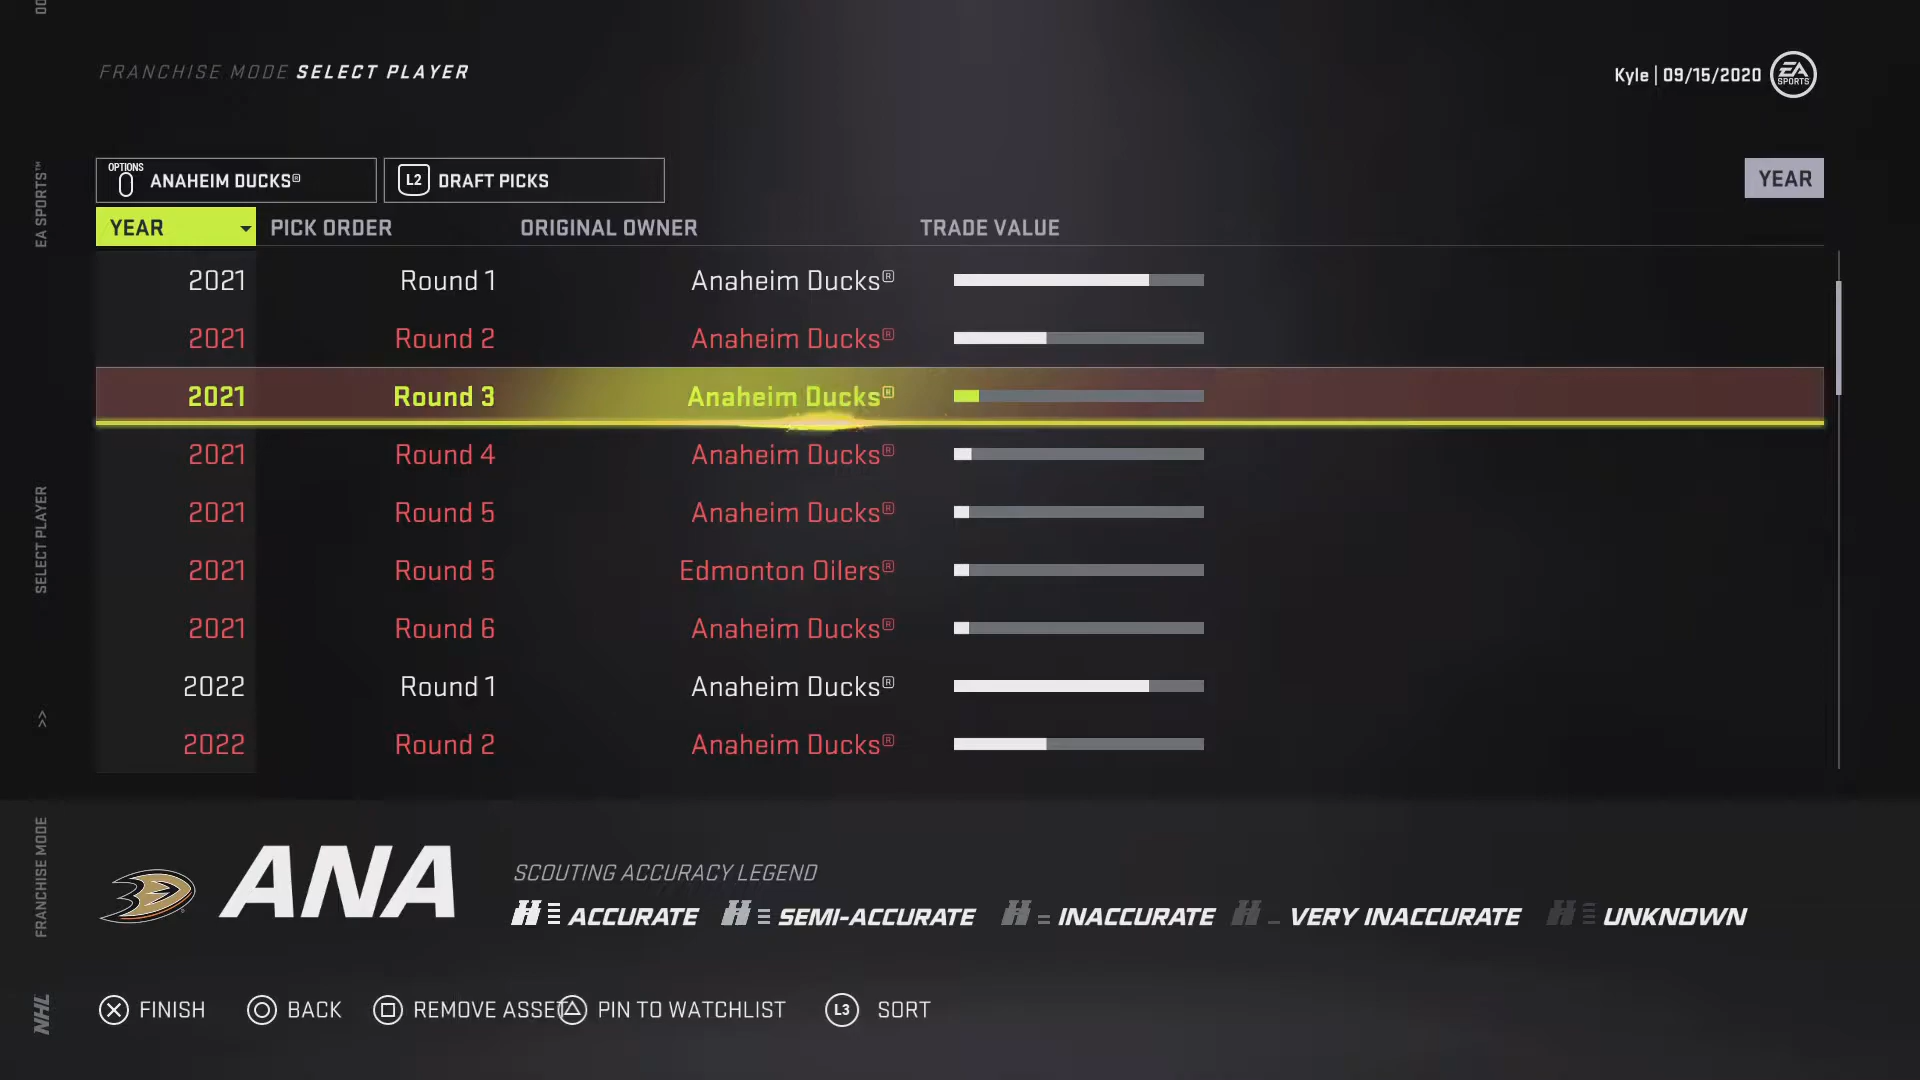 FRANCHISE MODE SELECT PLAYER
Kyle | 09/15/2020
EA SPORTS
OPTIONS
ANAHEIM DUCKS®
L2 DRAFT PICKS
YEAR
YEAR PICK ORDER ORIGINAL OWNER TRADE VALUE
2021 Round 1 Anaheim Ducks®
2021 Round 2 Anaheim Ducks®
2021 Round 3 Anaheim Ducks®
2021 Round 4 Anaheim Ducks®
2021 Round 5 Anaheim Ducks®
2021 Round 5 Edmonton Oilers®
2021 Round 6 Anaheim Ducks®
2022 Round 1 Anaheim Ducks®
2022 Round 2 Anaheim Ducks®
ANA
SCOUTING ACCURACY LEGEND
ACCURATE SEMI-ACCURATE INACCURATE VERY INACCURATE UNKNOWN
FINISH BACK REMOVE ASSET PIN TO WATCHLIST L3 SORT
NHL
FRANCHISE MODE
>>
SELECT PLAYER
EA SPORTS™